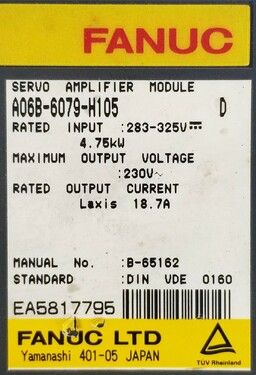 FANUC
SERVO AMPLIFIER MODULE
A06B-6079-H105 D
RATED INPUT :283-325V⎓
4.75kW
MAXIMUM OUTPUT VOLTAGE
:230V~
RATED OUTPUT CURRENT
Laxis 18.7A
MANUAL No. :B-65162
STANDARD :DIN VDE 0160
EA5817795
FANUC LTD
Yamanashi 401-05 JAPAN
TÜV Rheinland